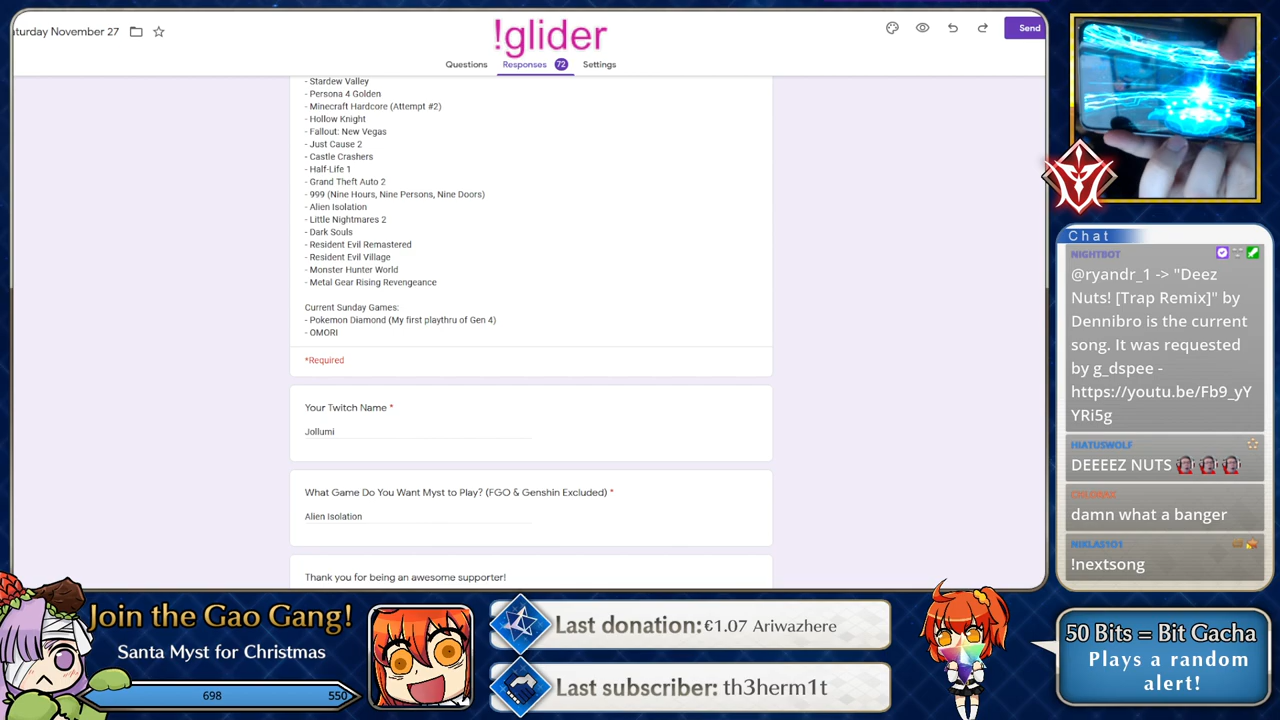 aturday November 27
!glider
Send
Questions
Responses 72
Settings
- Stardew Valley
- Persona 4 Golden
- Minecraft Hardcore (Attempt #2)
- Hollow Knight
- Fallout: New Vegas
- Just Cause 2
- Castle Crashers
- Half-Life 1
- Grand Theft Auto 2
- 999 (Nine Hours, Nine Persons, Nine Doors)
- Alien Isolation
- Little Nightmares 2
- Dark Souls
- Resident Evil Remastered
- Resident Evil Village
- Monster Hunter World
- Metal Gear Rising Revengeance
Current Sunday Games:
- Pokemon Diamond (My first playthru of Gen 4)
- OMORI
*Required
Your Twitch Name *
Jollumi
What Game Do You Want Myst to Play? (FGO & Genshin Excluded) *
Alien Isolation
Thank you for being an awesome supporter!
Chat
NIGHTBOT
@ryandr_1 -> "Deez
Nuts! [Trap Remix]" by
Dennibro is the current
song. It was requested
by g_dspee -
https://youtu.be/Fb9_yY
YRi5g
HIATUSWOLF
DEEEEZ NUTS
damn what a banger
NIKLAS1O1
!nextsong
Join the Gao Gang!
Santa Myst for Christmas
698
550
Last donation: €1.07 Ariwazhere
Last subscriber: th3herm1t
50 Bits = Bit Gacha
Plays a random
alert!